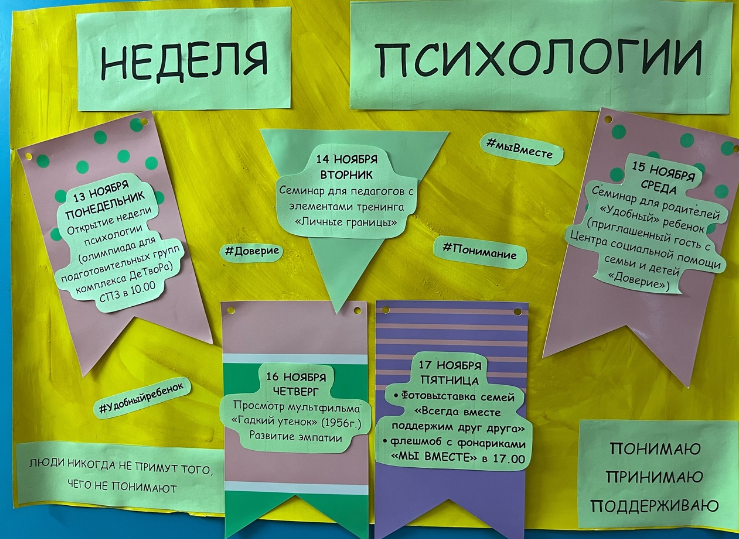 НЕДЕЛЯ
ПСИХОЛОГИИ
13 НОЯБРЯ
ПОНЕДЕЛЬНИК
Открытие недели
психологии
(олимпиада для
подготовительных групп
комплекса ДеТвоРа)
СП3 в 10.00
14 НОЯБРЯ
ВТОРНИК
Семинар для педагогов с
элементами тренинга
«Личные границы»
#мыВместе
15 НОЯБРЯ
СРЕДА
Семинар для родителей
«Удобный» ребенок
(приглашенный гость с
Центра социальной помощи
семье и детей
«Доверие»)
#Доверие
#Понимание
#Удобныйребенок
16 НОЯБРЯ
ЧЕТВЕРГ
Просмотр мультфильма
«Гадкий утенок» (1956г.)
Развитие эмпатии
17 НОЯБРЯ
ПЯТНИЦА
• Фотовыставка семей
«Всегда вместе
поддержим друг друга»
• флешмоб с фонариками
«МЫ ВМЕСТЕ» в 17.00
ЛЮДИ НИКОГДА НЕ ПРИМУТ ТОГО,
ЧЕГО НЕ ПОНИМАЮТ
ПОНИМАЮ
ПРИНИМАЮ
ПОДДЕРЖИВАЮ